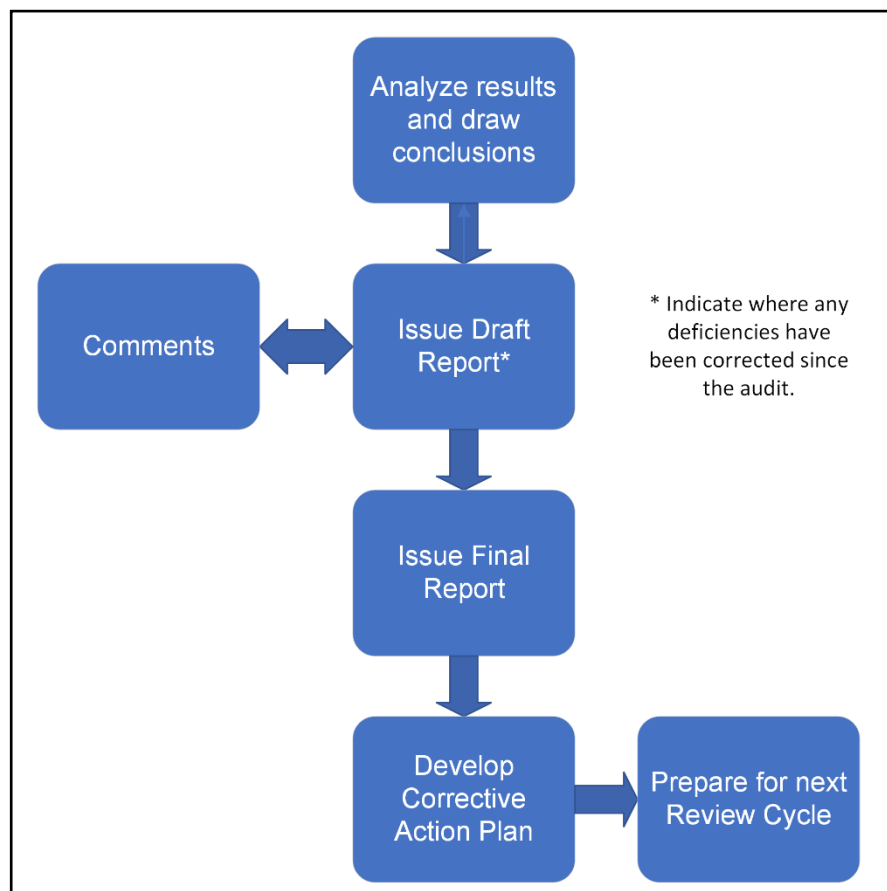 Analyze results
and draw
conclusions
Comments
Issue Draft
Report*
* Indicate where any
deficiencies have
been corrected since
the audit.
Issue Final
Report
Develop
Corrective
Action Plan
Prepare for next
Review Cycle